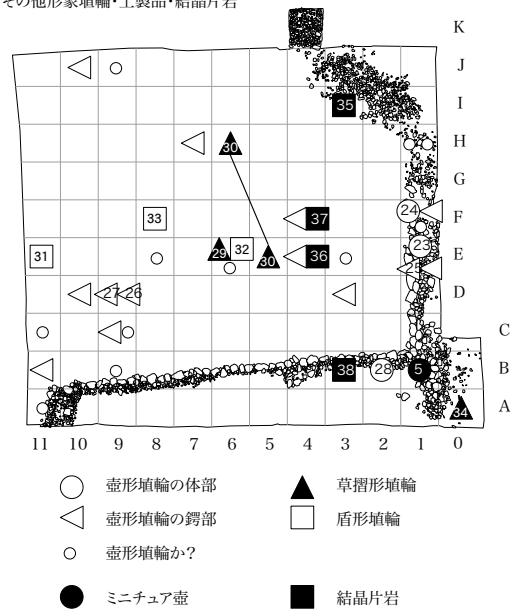 その他形象埴輪・土製品・結晶片岩
K
J
35
I
30
H
G
33
37
24
F
31
29
32
30
36
23
25
E
27
26
D
C
38
28
5
B
34
A
11 10 9 8 7 6 5 4 3 2 1 0
壺形埴輪の体部
草摺形埴輪
壺形埴輪の鍔部
盾形埴輪
壺形埴輪か？
ミニチュア壺
結晶片岩